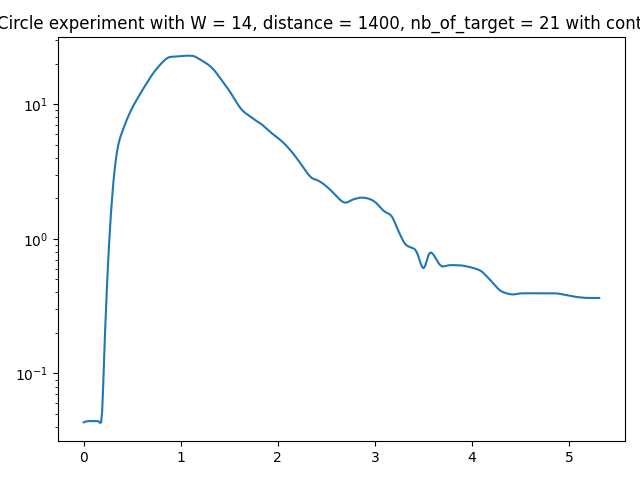 Circle experiment with W = 14, distance = 1400, nb_of_target = 21 with cont
10¹
10⁰
10⁻¹
0 1 2 3 4 5